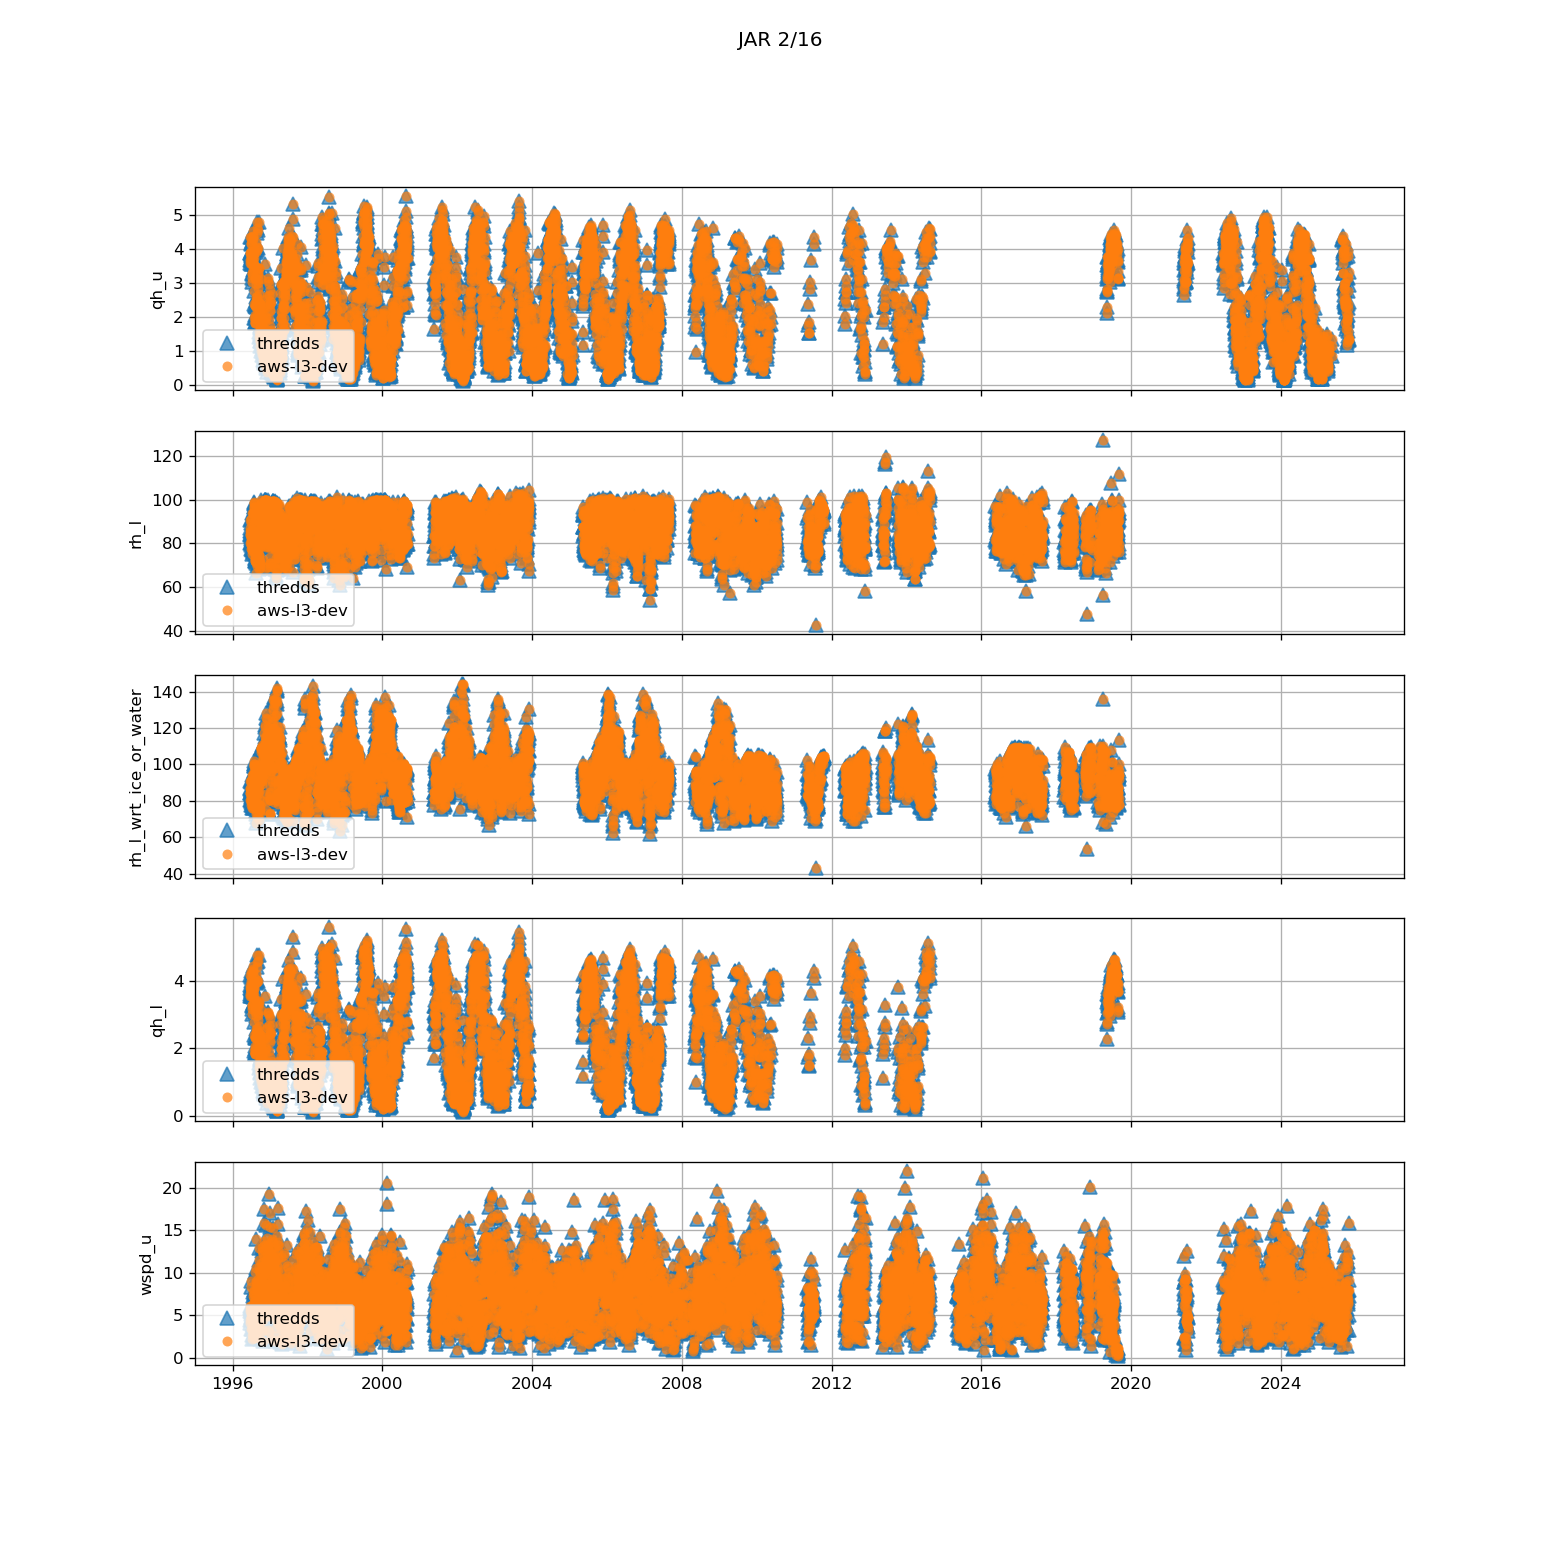 JAR 2/16
qh_u
5
4
3
2
1
0
thredds
aws-l3-dev
rh_l
120
100
80
60
40
thredds
aws-l3-dev
rh_l_wrt_ice_or_water
140
120
100
80
60
40
thredds
aws-l3-dev
qh_l
4
2
0
thredds
aws-l3-dev
wspd_u
20
15
10
5
0
thredds
aws-l3-dev
1996 2000 2004 2008 2012 2016 2020 2024